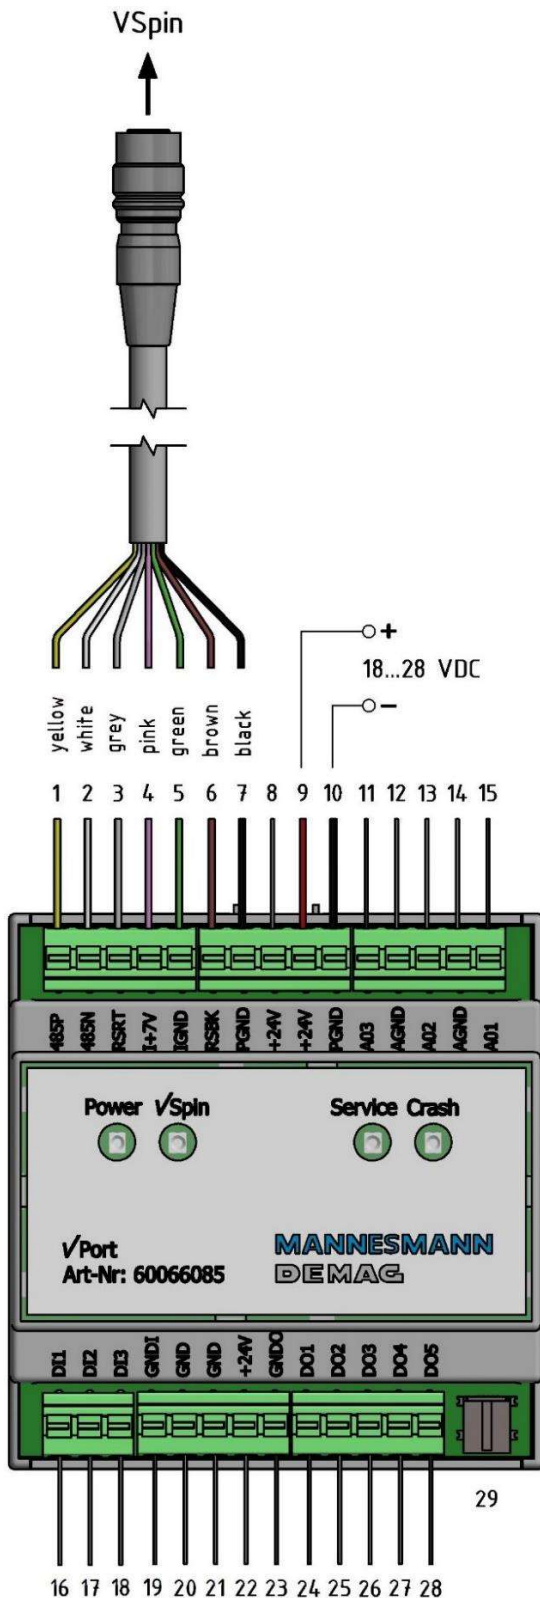 VSpin
+
18...28 VDC
−
yellow
white
grey
pink
green
brown
black
1 2 3 4 5 6 7 8 9 10 11 12 13 14 15
485P 485N RSRT I+7V IGND RSBK PGND +24V +24V PGND AO3 AGND AO2 AGND AO1
Power √Spin Service Crash
√Port
Art-Nr: 60066085
MANNESMANN
DEMAG
DI1 DI2 DI3 GNDI GND GND +24V GNDO DO1 DO2 DO3 DO4 DO5
29
16 17 18 19 20 21 22 23 24 25 26 27 28